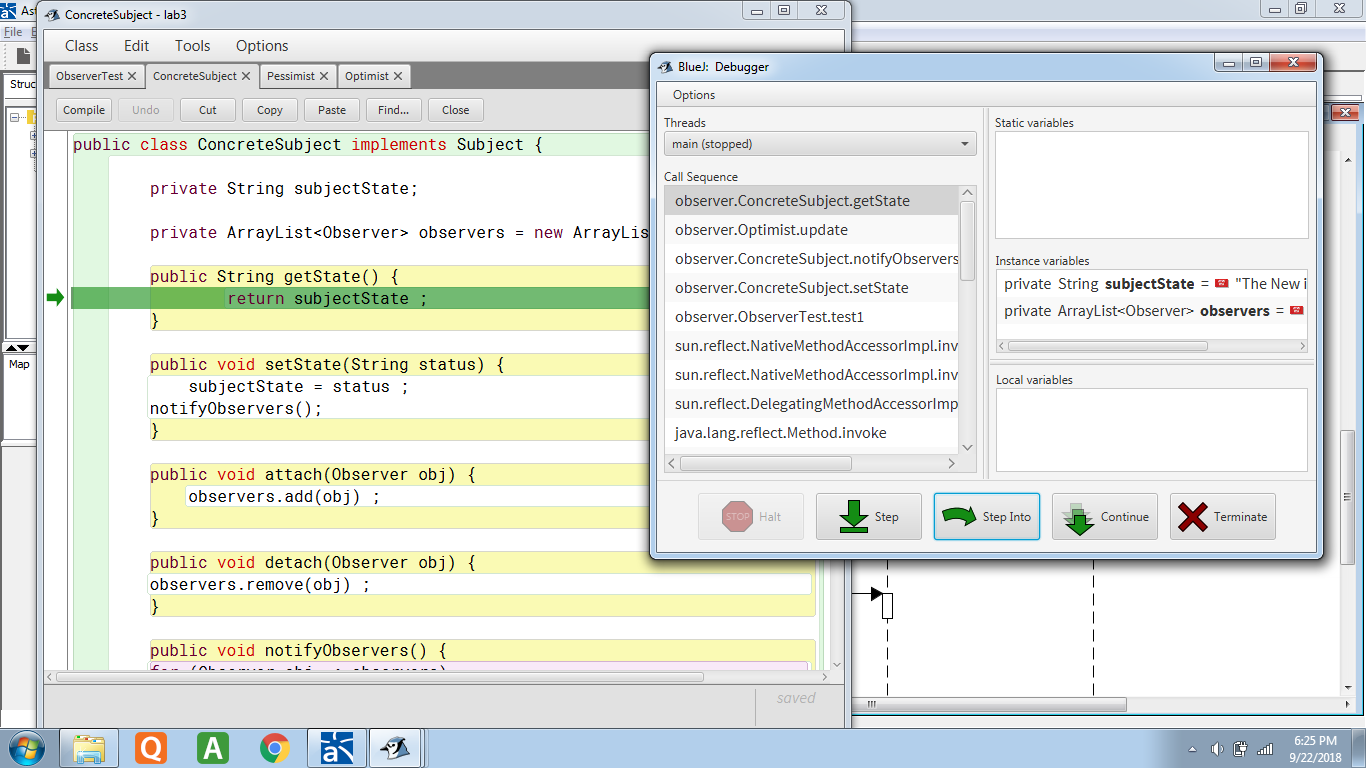 Ast
File E
Struc
Map
ConcreteSubject - lab3
Class Edit Tools Options
ObserverTest ConcreteSubject Pessimist Optimist
Compile Undo Cut Copy Paste Find... Close
public class ConcreteSubject implements Subject {
private String subjectState;
private ArrayList<Observer> observers = new ArrayLis
public String getState() {
return subjectState ;
}
public void setState(String status) {
subjectState = status ;
notifyObservers();
}
public void attach(Observer obj) {
observers.add(obj) ;
}
public void detach(Observer obj) {
observers.remove(obj) ;
}
public void notifyObservers() {
saved
BlueJ: Debugger
Options
Threads
main (stopped)
Call Sequence
observer.ConcreteSubject.getState
observer.Optimist.update
observer.ConcreteSubject.notifyObservers
observer.ConcreteSubject.setState
observer.ObserverTest.test1
sun.reflect.NativeMethodAccessorImpl.inv
sun.reflect.NativeMethodAccessorImpl.inv
sun.reflect.DelegatingMethodAccessorImp
java.lang.reflect.Method.invoke
Static variables
Instance variables
private String subjectState = "The New i
private ArrayList<Observer> observers =
Local variables
STOP Halt Step Step Into Continue Terminate
Q A
6:25 PM
9/22/2018